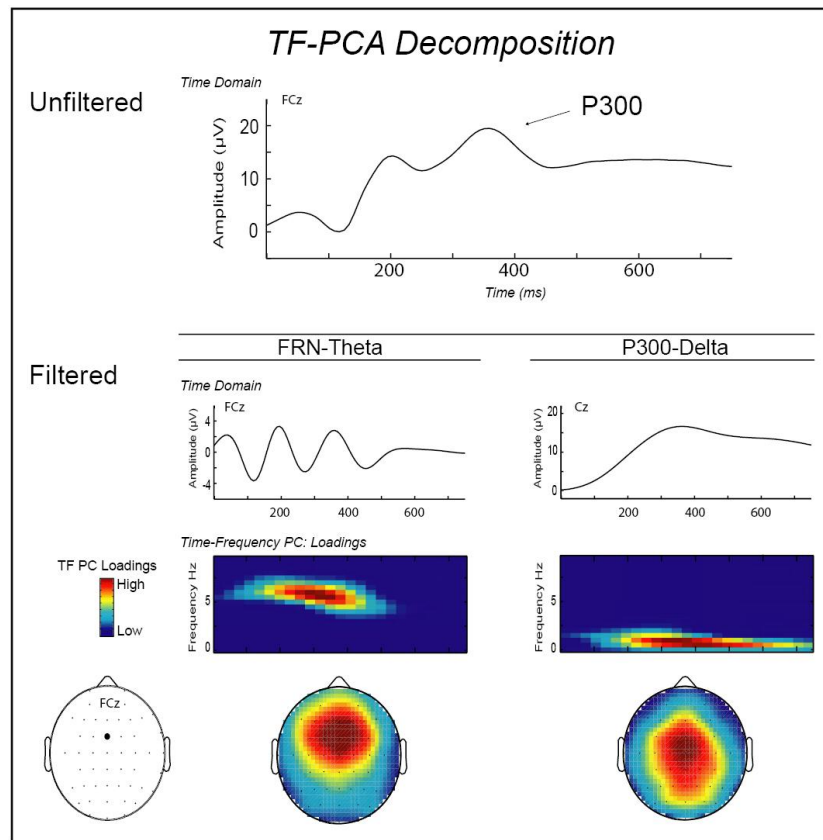 TF-PCA Decomposition
Unfiltered
Time Domain
FCz
P300
Amplitude (µV)
20
10
0
200 400 600
Time (ms)
FRN-Theta P300-Delta
Filtered
Time Domain
FCz Cz
Amplitude (µV) Amplitude (µV)
4
0
-4
20
10
0
200 400 600 200 400 600
Time-Frequency PC: Loadings
TF PC Loadings
High
Low
Frequency Hz Frequency Hz
5 5
0 0
FCz